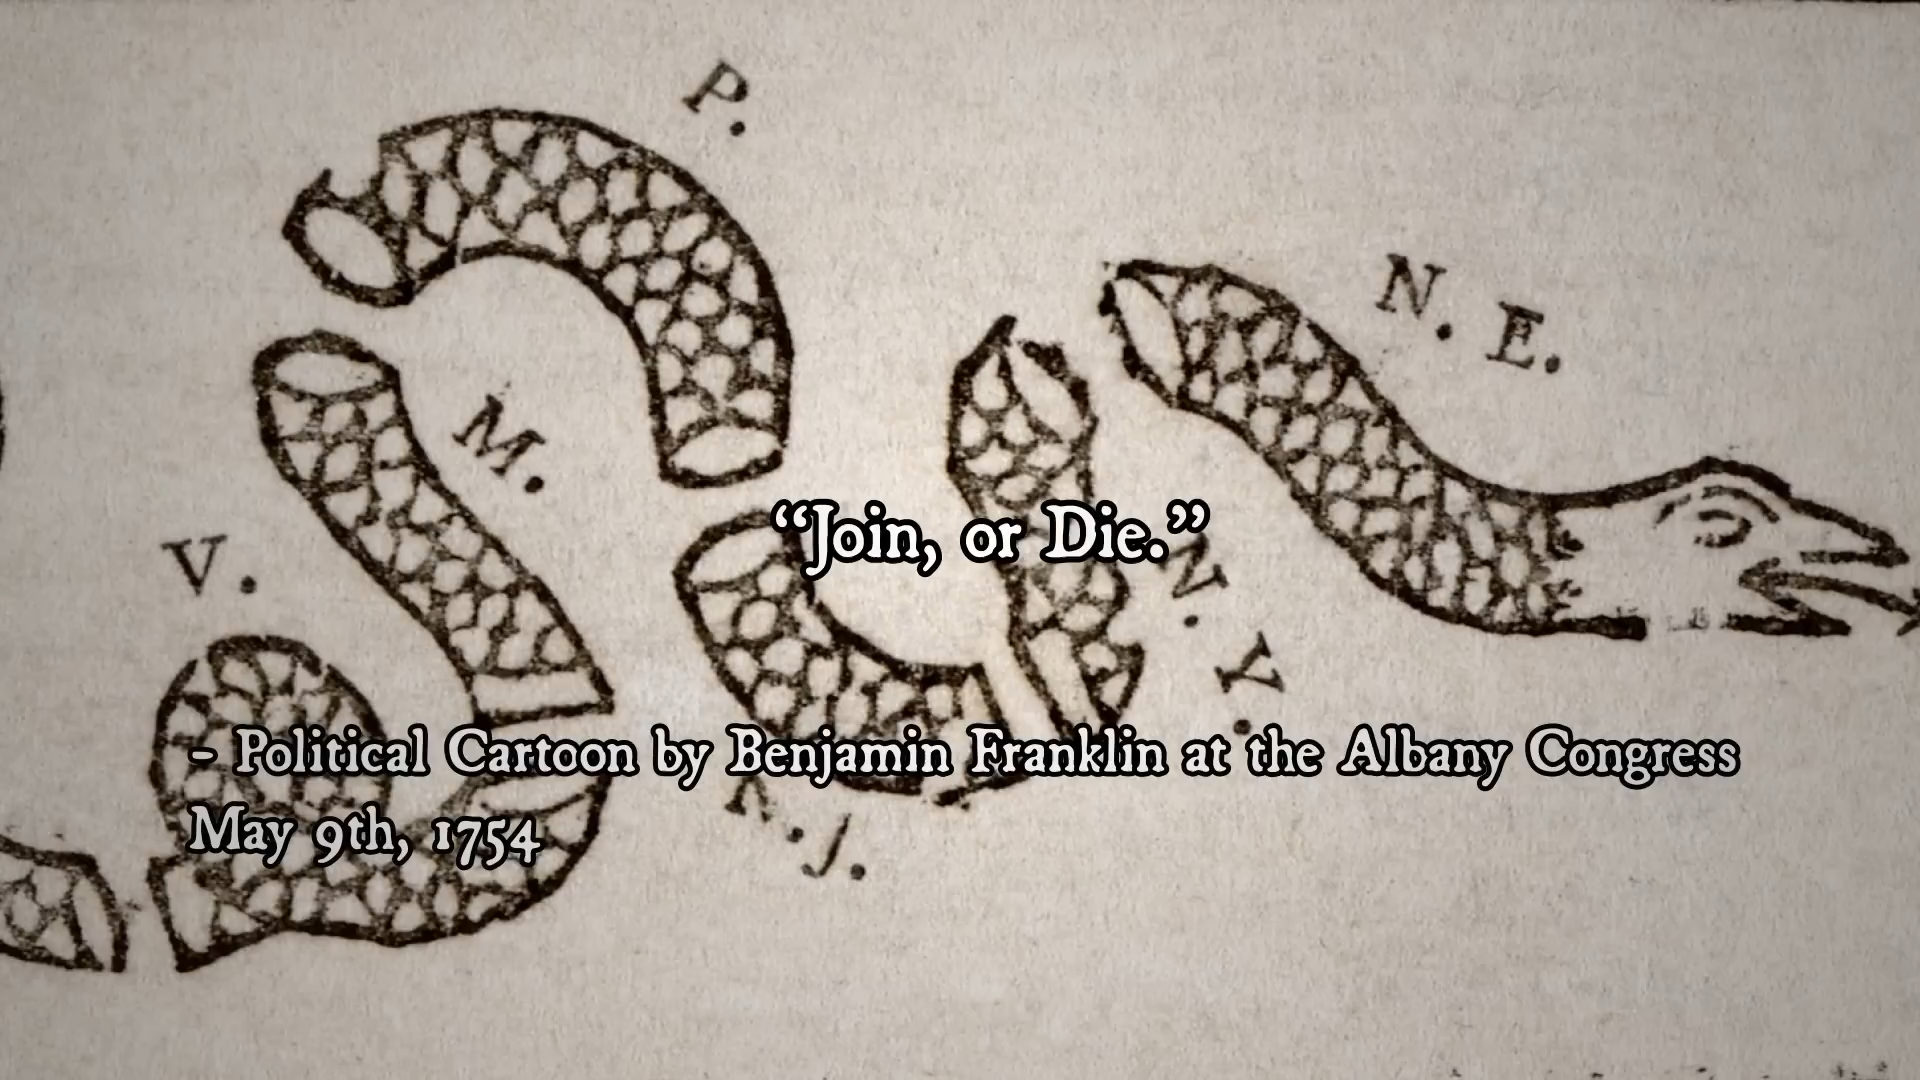 P.
N. E.
M.
V.
“Join, or Die.”
N. Y.
- Political Cartoon by Benjamin Franklin at the Albany Congress
May 9th, 1754
J.